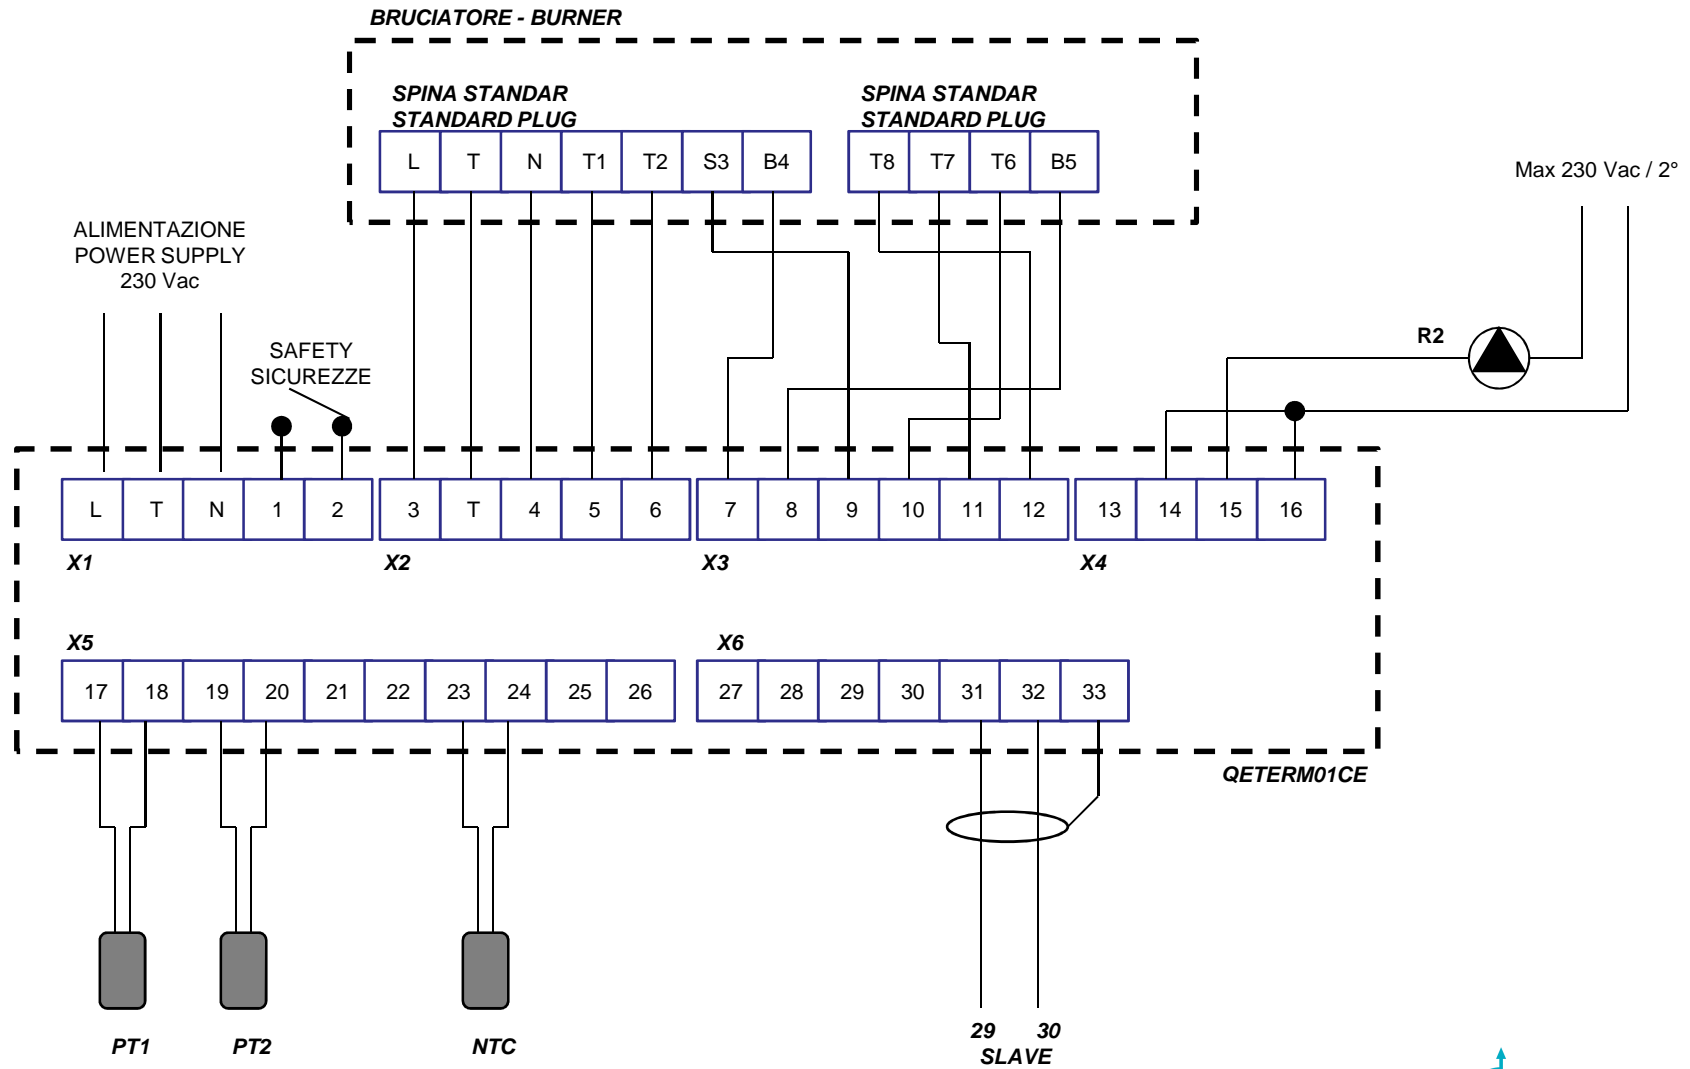 BRUCIATORE - BURNER
SPINA STANDAR
STANDARD PLUG
SPINA STANDAR
STANDARD PLUG
L T N T1 T2 S3 B4
T8 T7 T6 B5
Max 230 Vac / 2°
ALIMENTAZIONE
POWER SUPPLY
230 Vac
SAFETY
SICUREZZE
R2
L T N 1 2
3 T 4 5 6
7 8 9 10 11 12
13 14 15 16
X1
X2
X3
X4
X5
X6
17 18 19 20 21 22 23 24 25 26
27 28 29 30 31 32 33
QETERM01CE
PT1
PT2
NTC
29 30
SLAVE